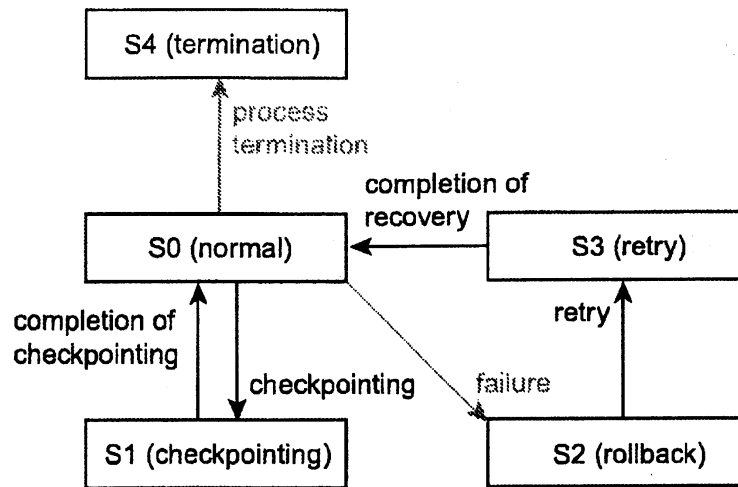 S4 (termination)
process
termination
completion of
recovery
S0 (normal)
S3 (retry)
completion of
checkpointing
retry
checkpointing
failure
S1 (checkpointing)
S2 (rollback)